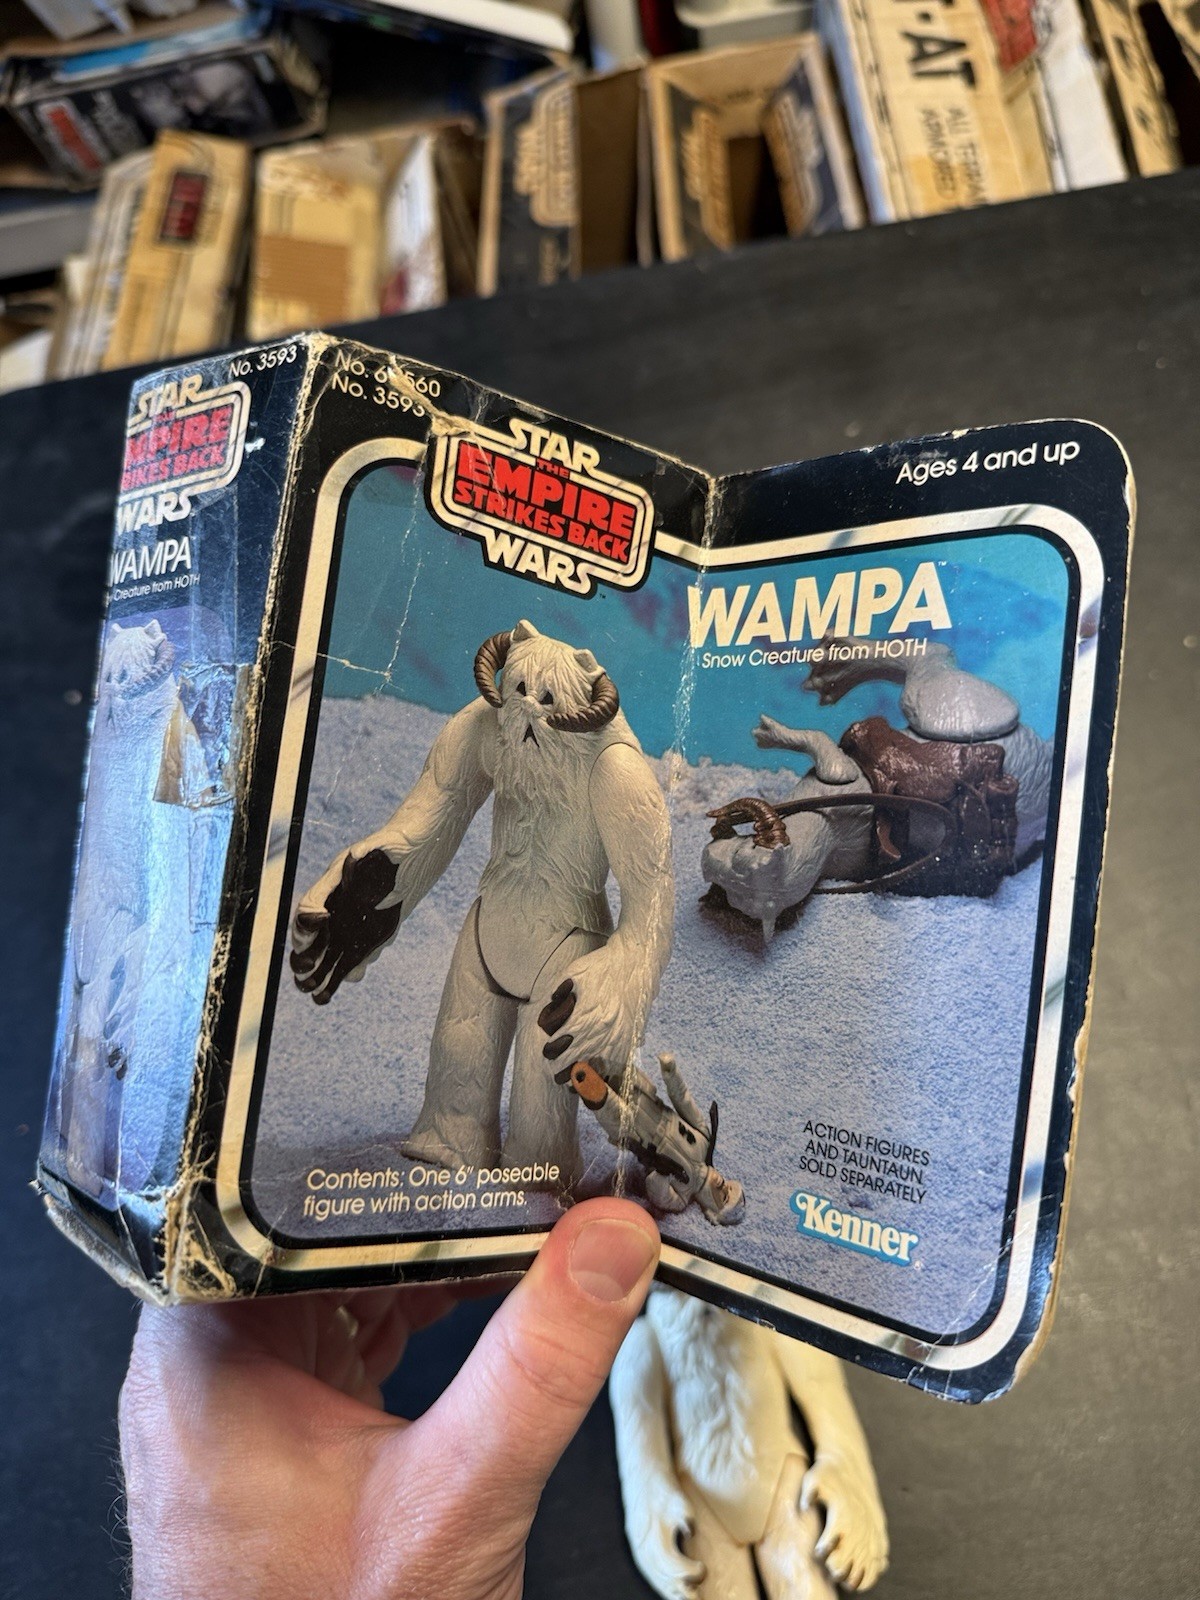 AT-AT
ALL TERRAIN
ARMORED
No. 3593
STAR
THE
EMPIRE
STRIKES BACK
WARS
WAMPA
Creature from HOTH
No. 3593
STAR
THE
EMPIRE
STRIKES BACK
WARS
™
Ages 4 and up
WAMPA™
Snow Creature from HOTH
Contents: One 6" poseable
figure with action arms.
ACTION FIGURES
AND TAUNTAUN
SOLD SEPARATELY
Kenner